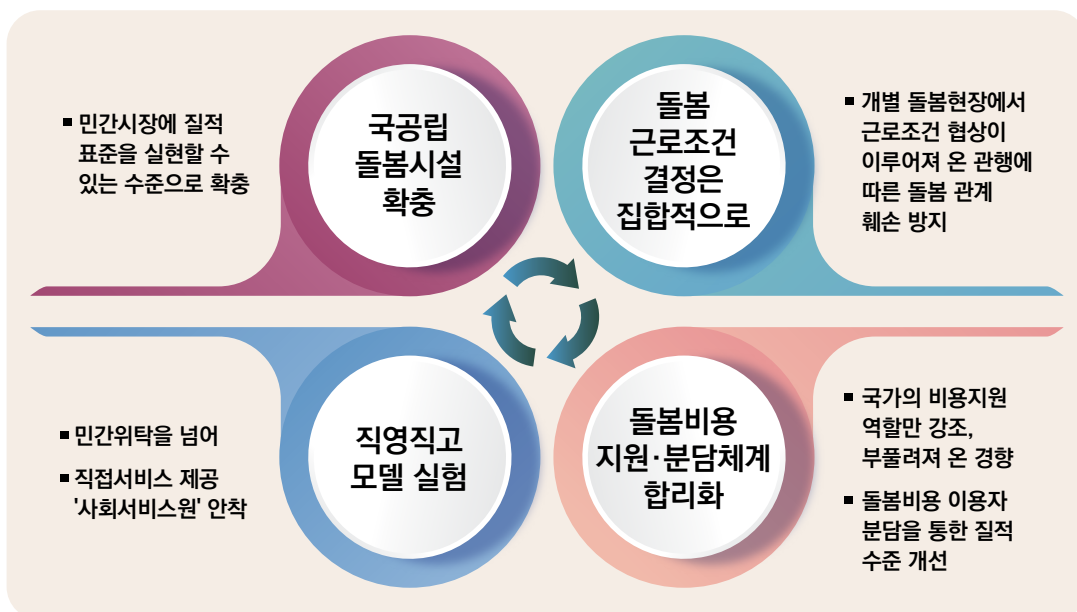 국공립
돌봄시설
확충
■ 민간시장에 질적
표준을 실현할 수
있는 수준으로 확충
돌봄
근로조건
결정은
집합적으로
■ 개별 돌봄현장에서
근로조건 협상이
이루어져 온 관행에
따른 돌봄 관계
훼손 방지
직영직고
모델 실험
■ 민간위탁을 넘어
■ 직접서비스 제공
'사회서비스원' 안착
돌봄비용
지원·분담체계
합리화
■ 국가의 비용지원
역할만 강조,
부풀려져 온 경향
■ 돌봄비용 이용자
분담을 통한 질적
수준 개선